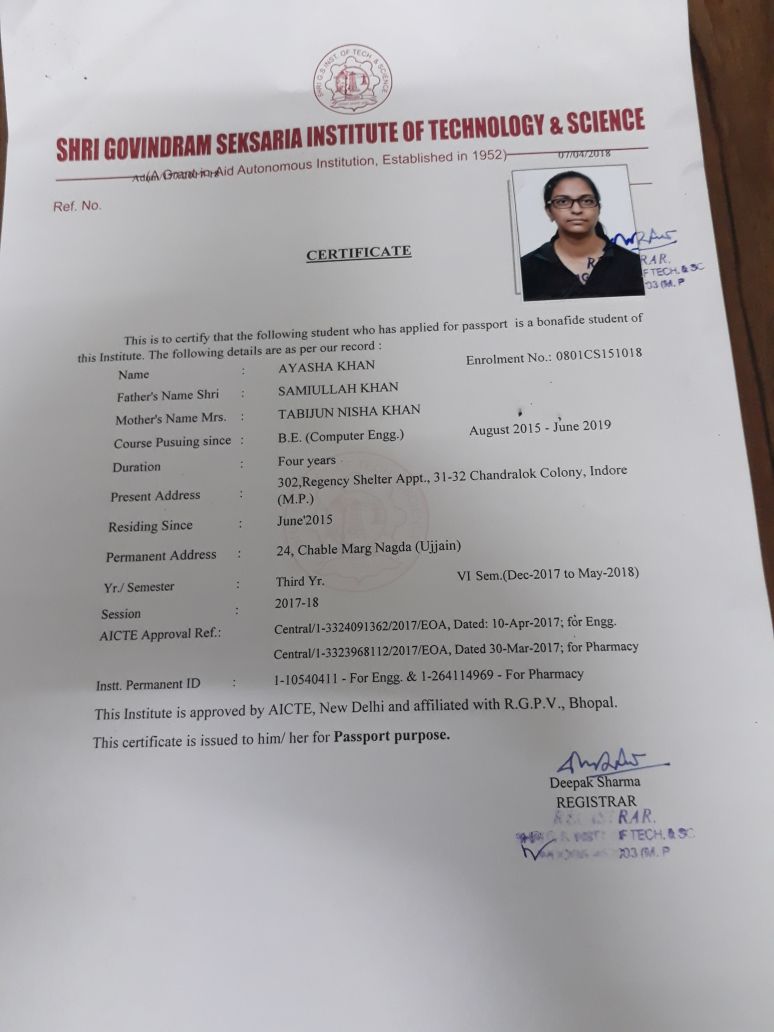 SHRI G.S. INST. OF TECH. & SCIENCE
SHRI GOVINDRAM SEKSARIA INSTITUTE OF TECHNOLOGY & SCIENCE
(A Grant-in-Aid Autonomous Institution, Established in 1952)
07/04/2018
Ref. No.
CERTIFICATE
RAR.
F TECH. & SC
03 (M. P
This is to certify that the following student who has applied for passport is a bonafide student of
this Institute. The following details are as per our record :
Name : AYASHA KHAN Enrolment No.: 0801CS151018
Father's Name Shri : SAMIULLAH KHAN
Mother's Name Mrs. : TABIJUN NISHA KHAN
Course Pusuing since : B.E. (Computer Engg.) August 2015 - June 2019
Duration : Four years
Present Address : 302,Regency Shelter Appt., 31-32 Chandralok Colony, Indore
(M.P.)
Residing Since : June'2015
Permanent Address : 24, Chable Marg Nagda (Ujjain)
Yr./ Semester : Third Yr. VI Sem.(Dec-2017 to May-2018)
Session : 2017-18
AICTE Approval Ref.: Central/1-3324091362/2017/EOA, Dated: 10-Apr-2017; for Engg.
Central/1-3323968112/2017/EOA, Dated 30-Mar-2017; for Pharmacy
Instt. Permanent ID : 1-10540411 - For Engg. & 1-264114969 - For Pharmacy
This Institute is approved by AICTE, New Delhi and affiliated with R.G.P.V., Bhopal.
This certificate is issued to him/ her for Passport purpose.
Deepak Sharma
REGISTRAR
RAR.
F TECH. & SC
03 (M. P